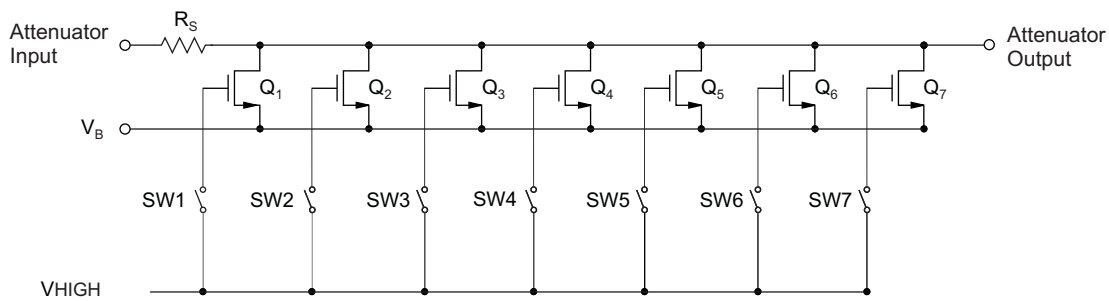 Attenuator
Input
R_S
Attenuator
Output
Q_1
Q_2
Q_3
Q_4
Q_5
Q_6
Q_7
V_B
SW1
SW2
SW3
SW4
SW5
SW6
SW7
VHIGH